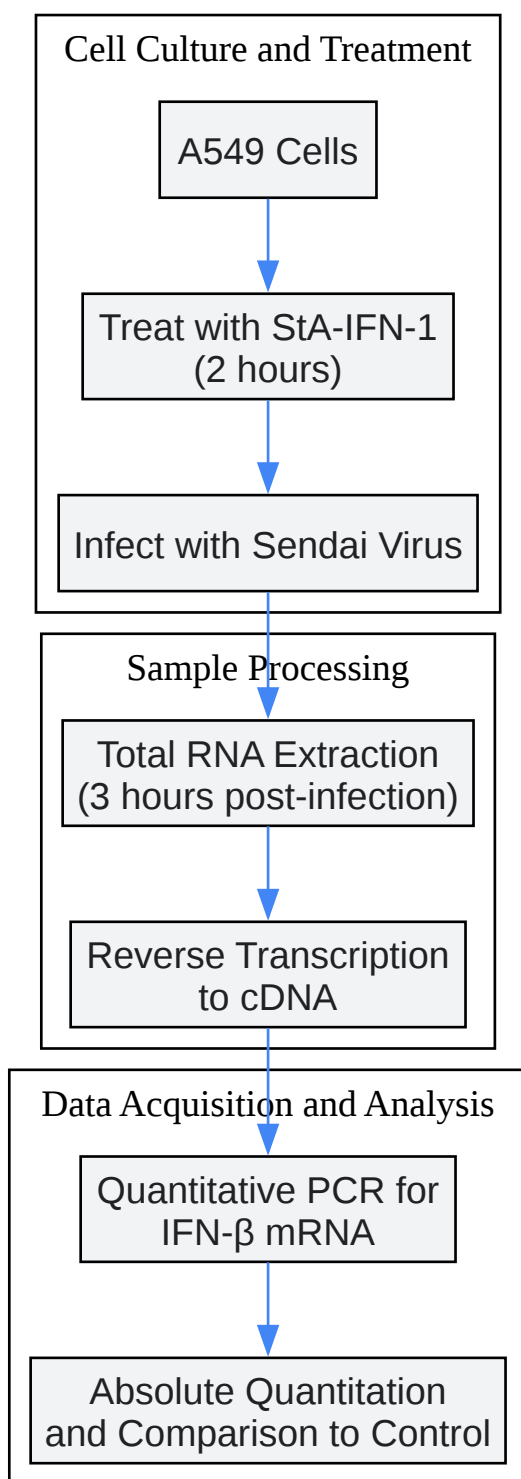 Cell Culture and Treatment
A549 Cells
Treat with StA-IFN-1
(2 hours)
Infect with Sendai Virus
Sample Processing
Total RNA Extraction
(3 hours post-infection)
Reverse Transcription
to cDNA
Data Acquisition and Analysis
Quantitative PCR for
IFN-β mRNA
Absolute Quantitation
and Comparison to Control